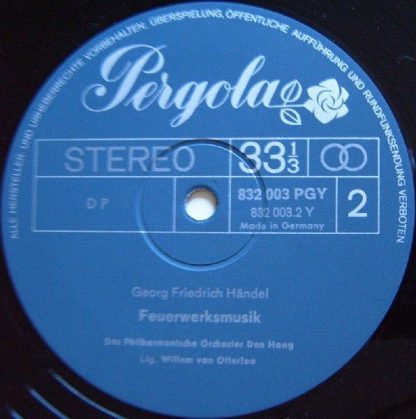 ALLE HERSTELLER- UND URHEBERRECHTE VORBEHALTEN. ÜBERSPIELUNG, ÖFFENTLICHE AUFFÜHRUNG UND RUNDFUNKSENDUNG VERBOTEN
Pergola
STEREO
33 1/3
DP
832 003 PGY
832 003.2 Y
Made in Germany
2
Georg Friedrich Händel
Feuerwerksmusik
Das Philharmonische Orchester Den Haag
Ltg. Willem van Otterloo